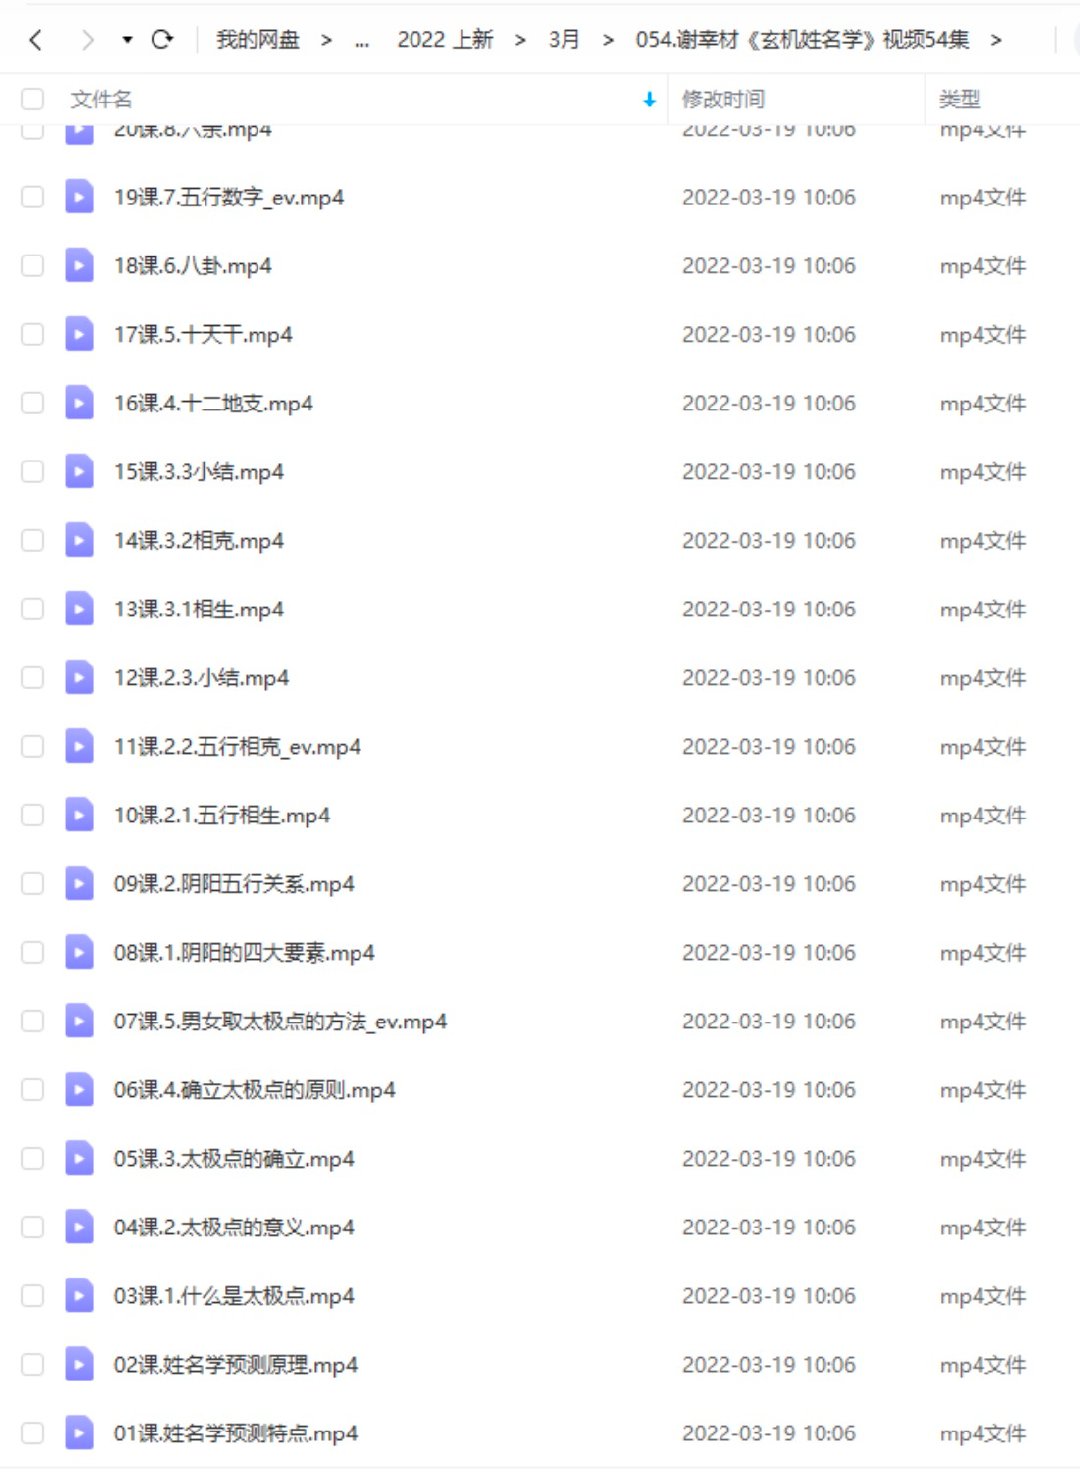 我的网盘 > ... 2022 上新 > 3月 > 054.谢幸材《玄机姓名学》视频54集 >
文件名 修改时间 类型
20课.8.六亲.mp4 2022-03-19 10:06 mp4文件
19课.7.五行数字_ev.mp4 2022-03-19 10:06 mp4文件
18课.6.八卦.mp4 2022-03-19 10:06 mp4文件
17课.5.十天干.mp4 2022-03-19 10:06 mp4文件
16课.4.十二地支.mp4 2022-03-19 10:06 mp4文件
15课.3.3小结.mp4 2022-03-19 10:06 mp4文件
14课.3.2相克.mp4 2022-03-19 10:06 mp4文件
13课.3.1相生.mp4 2022-03-19 10:06 mp4文件
12课.2.3.小结.mp4 2022-03-19 10:06 mp4文件
11课.2.2.五行相克_ev.mp4 2022-03-19 10:06 mp4文件
10课.2.1.五行相生.mp4 2022-03-19 10:06 mp4文件
09课.2.阴阳五行关系.mp4 2022-03-19 10:06 mp4文件
08课.1.阴阳的四大要素.mp4 2022-03-19 10:06 mp4文件
07课.5.男女取太极点的方法_ev.mp4 2022-03-19 10:06 mp4文件
06课.4.确立太极点的原则.mp4 2022-03-19 10:06 mp4文件
05课.3.太极点的确立.mp4 2022-03-19 10:06 mp4文件
04课.2.太极点的意义.mp4 2022-03-19 10:06 mp4文件
03课.1.什么是太极点.mp4 2022-03-19 10:06 mp4文件
02课.姓名学预测原理.mp4 2022-03-19 10:06 mp4文件
01课.姓名学预测特点.mp4 2022-03-19 10:06 mp4文件